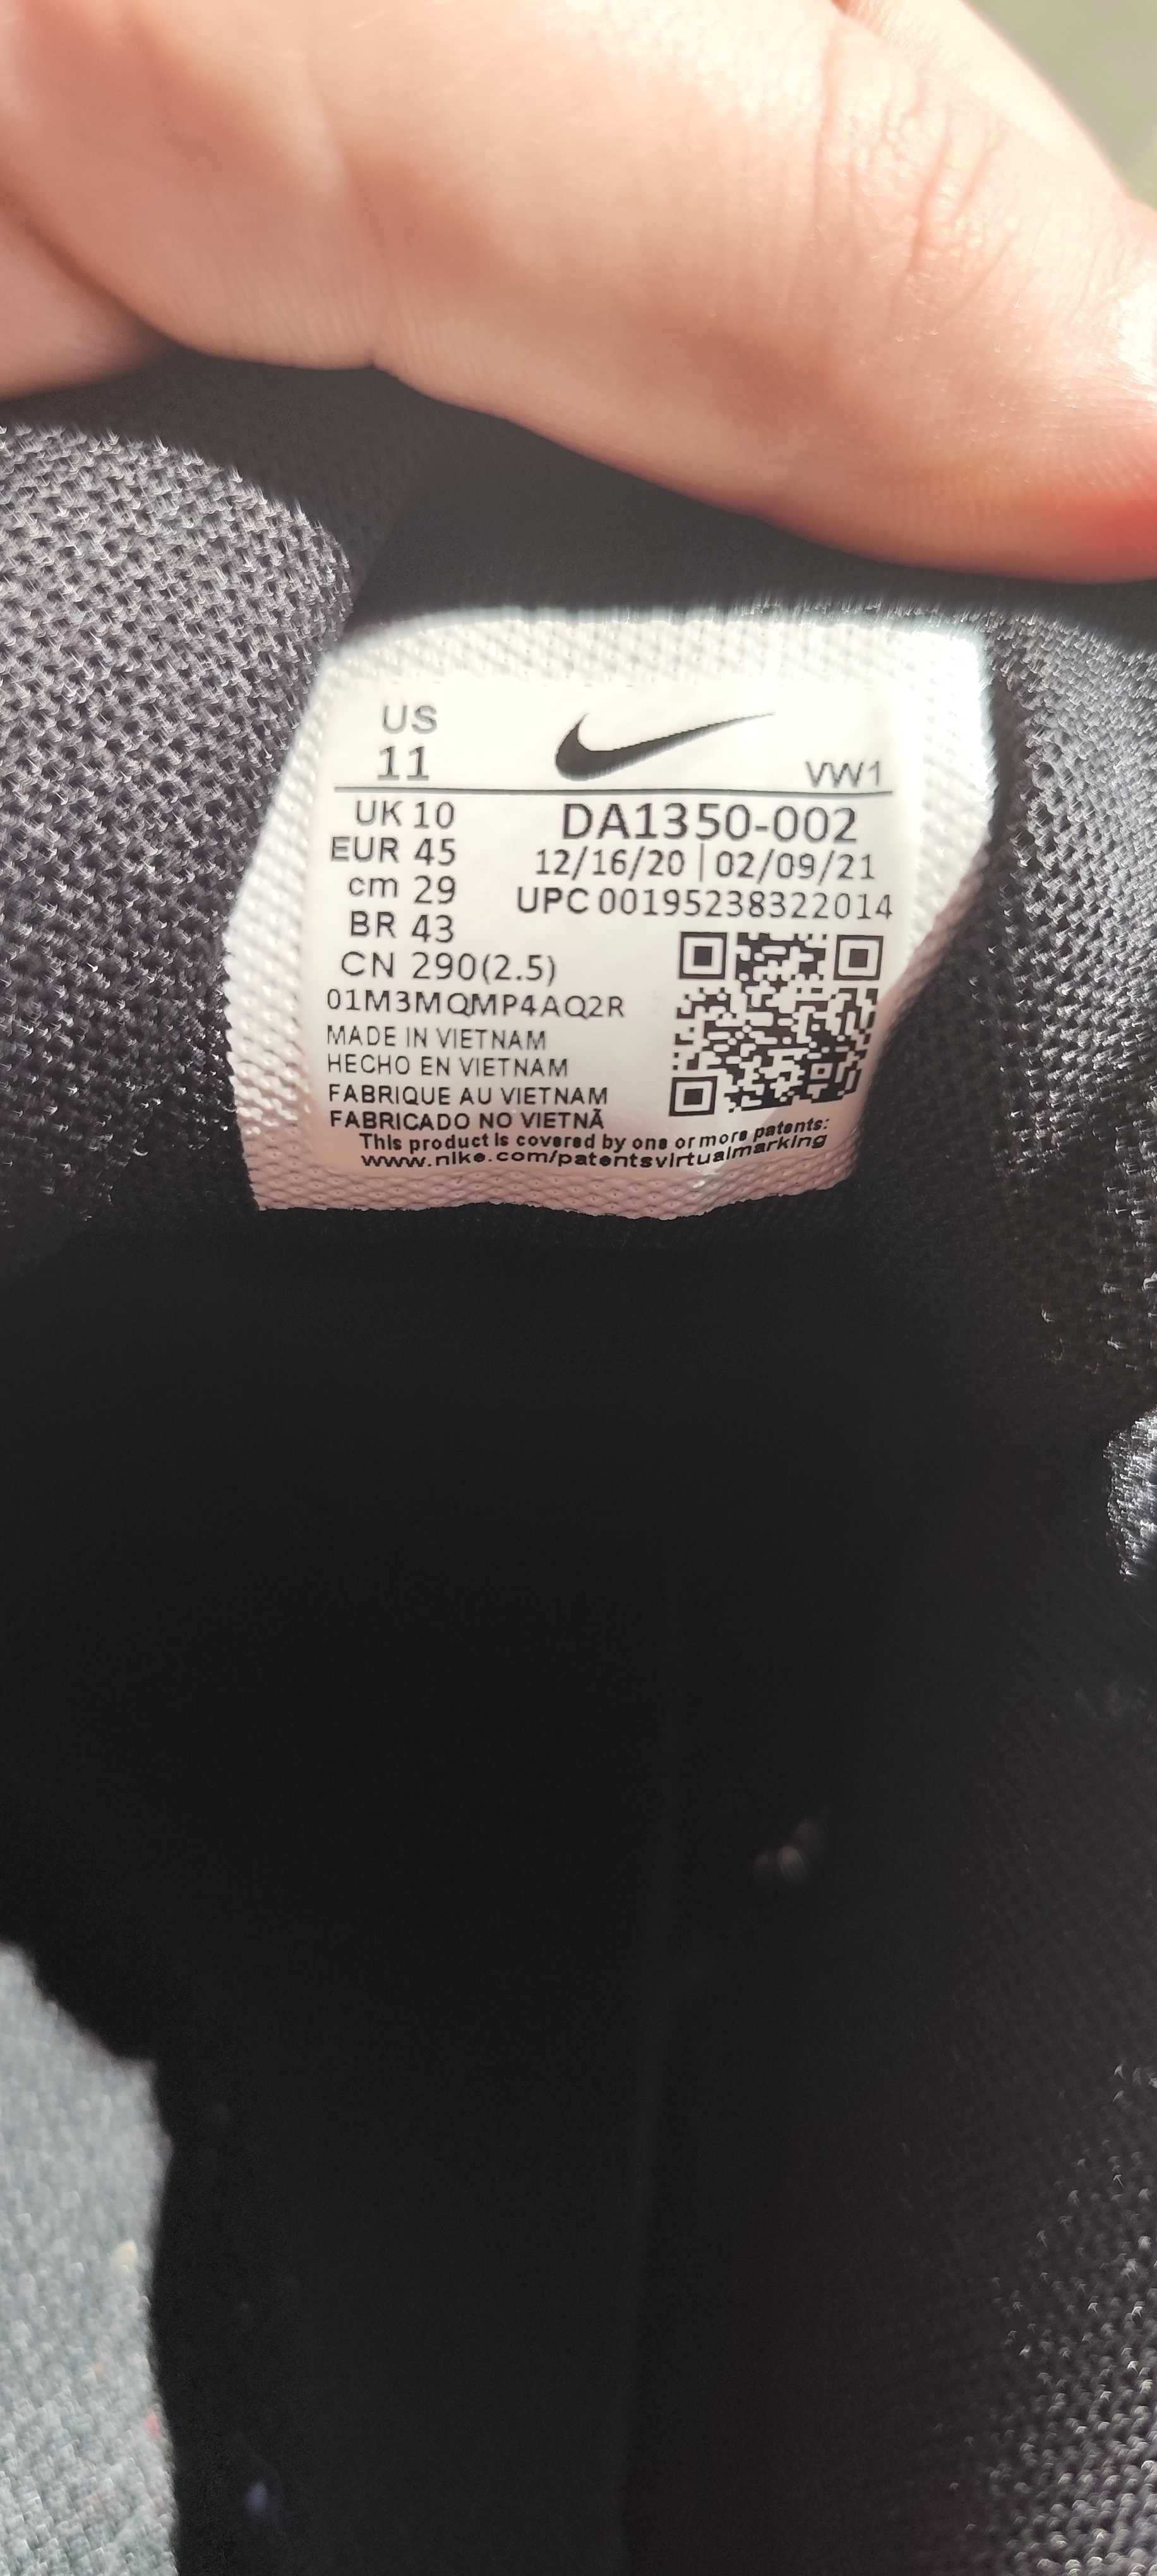 US
11
VW1
UK 10
EUR 45
cm 29
BR 43
CN 290(2.5)
DA1350-002
12/16/20 | 02/09/21
UPC 00195238322014
01M3MQMP4AQ2R
MADE IN VIETNAM
HECHO EN VIETNAM
FABRIQUE AU VIETNAM
FABRICADO NO VIETNÃ
This product is covered by one or more patents:
www.nike.com/patentsvirtualmarking